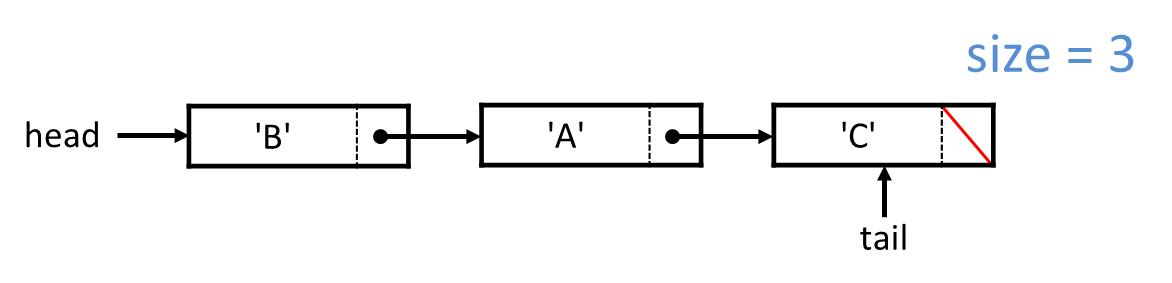 size = 3
head
'B'
'A'
'C'
tail